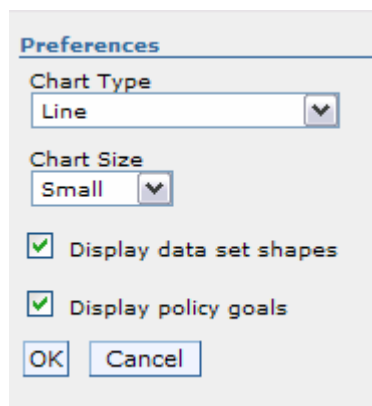 Preferences
Chart Type
Line
Chart Size
Small
Display data set shapes
Display policy goals
OK Cancel